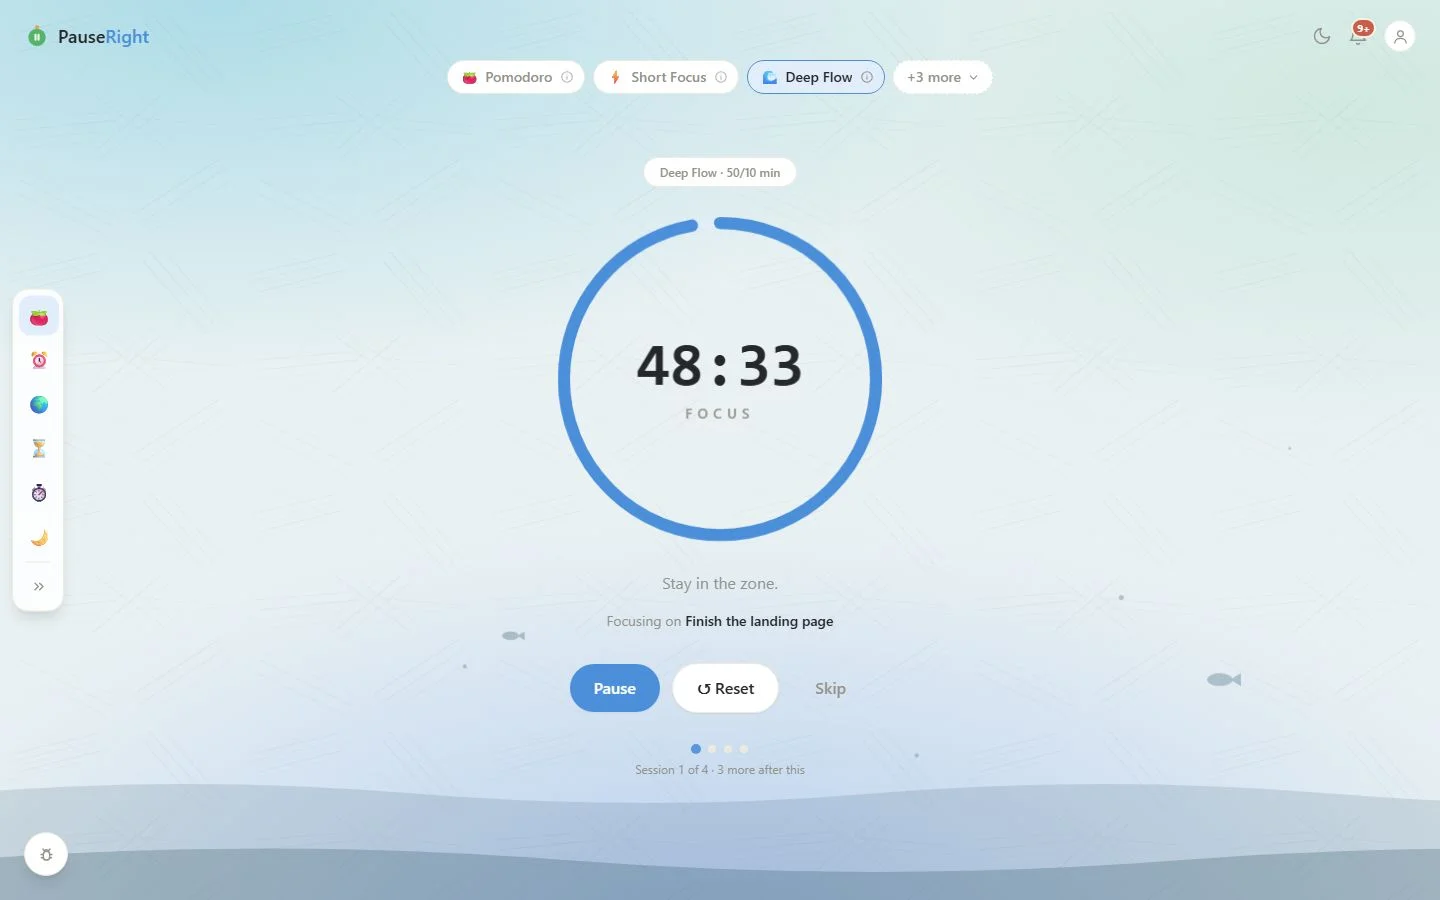 PauseRight
9+
Pomodoro
Short Focus
Deep Flow
+3 more
Deep Flow · 50/10 min
48:33
FOCUS
Stay in the zone.
Focusing on Finish the landing page
Pause
↺ Reset
Skip
Session 1 of 4 · 3 more after this